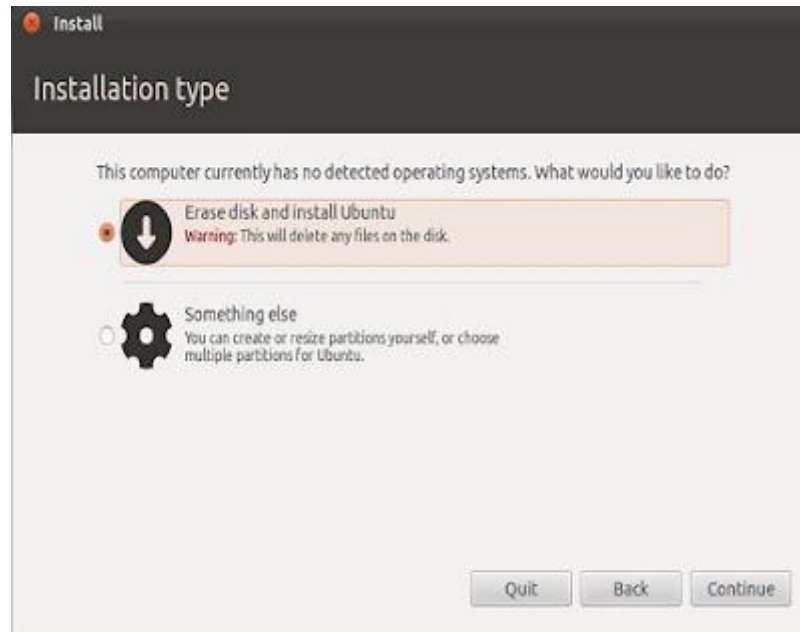 Install
Installation type
This computer currently has no detected operating systems. What would you like to do?
Erase disk and install Ubuntu
Warning: This will delete any files on the disk.
Something else
You can create or resize partitions yourself, or choose
multiple partitions for Ubuntu.
Quit Back Continue